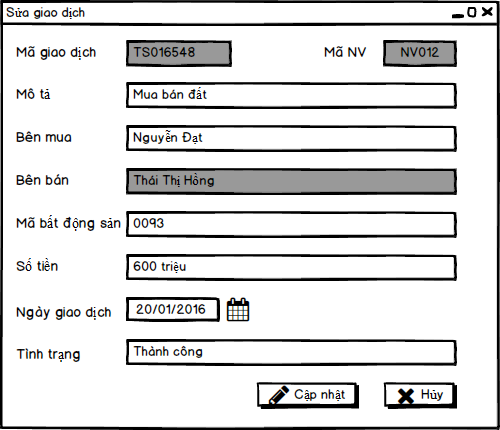 Sửa giao dịch
Mã giao dịch TS016548 Mã NV NV012
Mô tả Mua bán đất
Bên mua Nguyễn Đạt
Bên bán Thái Thị Hồng
Mã bất động sản 0093
Số tiền 600 triệu
Ngày giao dịch 20/01/2016
Tình trạng Thành công
Cập nhật Hủy